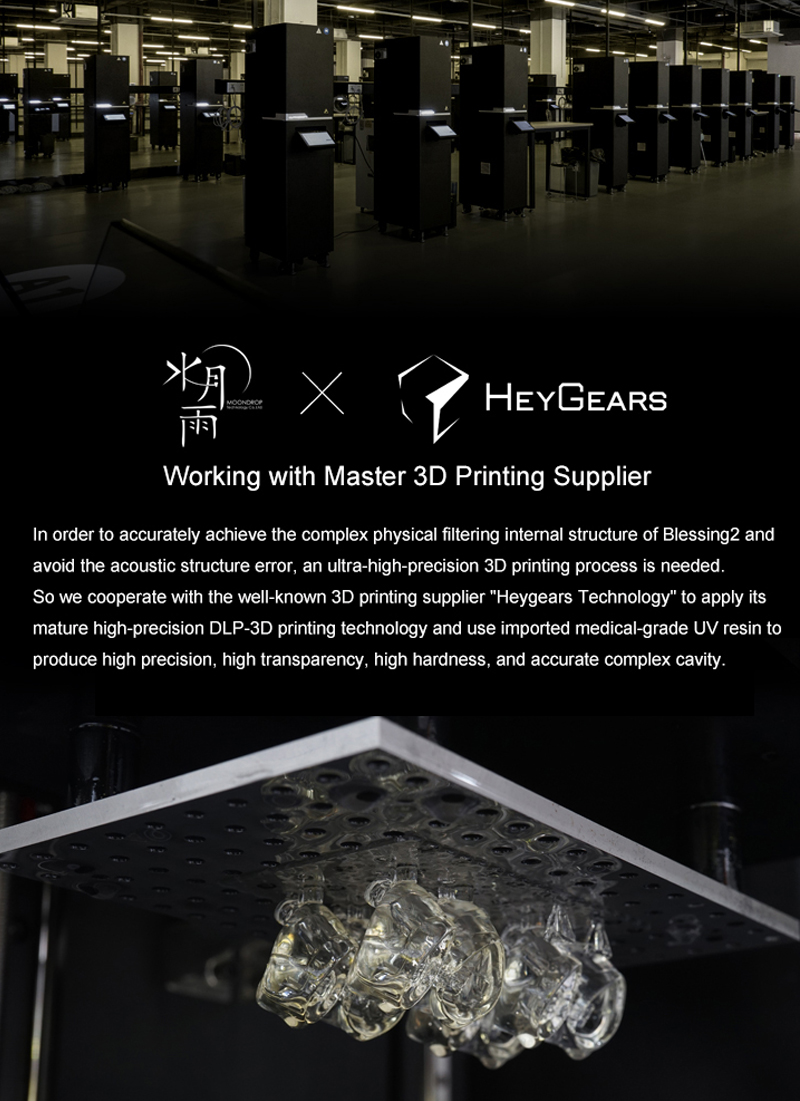 水月雨
MOONDROP
Technology Co., Ltd
HEYGEARS
Working with Master 3D Printing Supplier
In order to accurately achieve the complex physical filtering internal structure of Blessing2 and
avoid the acoustic structure error, an ultra-high-precision 3D printing process is needed.
So we cooperate with the well-known 3D printing supplier "Heygears Technology" to apply its
mature high-precision DLP-3D printing technology and use imported medical-grade UV resin to
produce high precision, high transparency, high hardness, and accurate complex cavity.